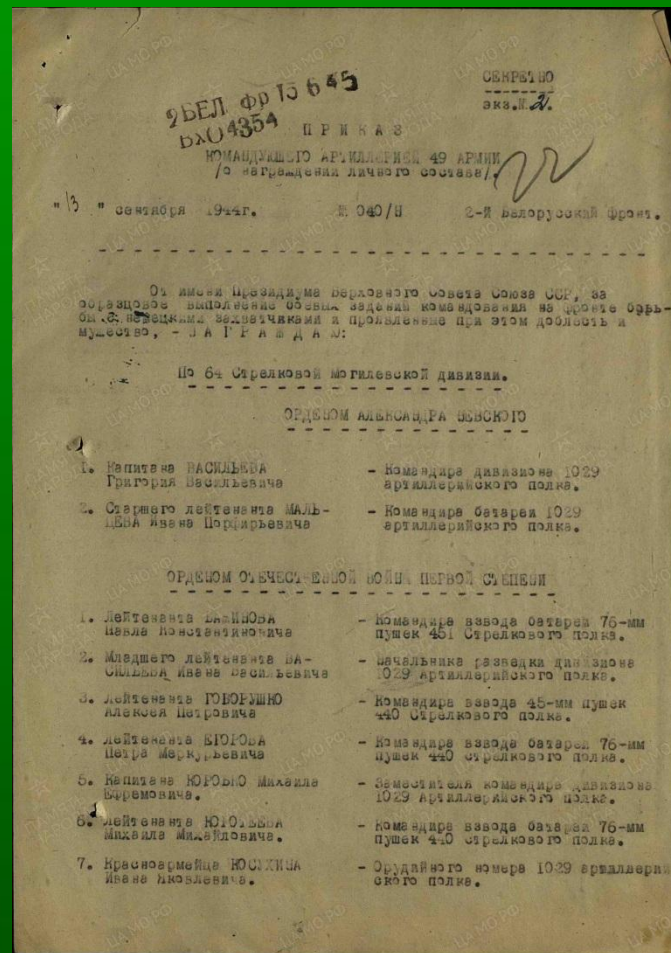 СЕКРЕТНО
экз.№ 2.
2БЕЛ фр 15 6 45
ВХО4354
ПРИКАЗ
КОМАНДУЮЩЕГО АРТИЛЛЕРИЕЙ 49 АРМИИ
/о награждении личного состава/.
"13" сентября 1944г. № 040/Н 2-й Белорусский фронт.
От имени Президиума Верховного Совета Союза ССР, за
образцовое выполнение боевых заданий командования на фронте борь-
бы с немецкими захватчиками и проявленные при этом доблесть и
мужество, - НАГРАЖДАЮ:
По 64 Стрелковой Могилевской дивизии.
ОРДЕНОМ АЛЕКСАНДРА НЕВСКОГО
1. Капитана ВАСИЛЬЕВА - Командира дивизиона 1029
Григория Васильевича артиллерийского полка.
2. Старшего лейтенанта МАЛЬ- - Командира батареи 1029
ЦЕВА Ивана Порфирьевича артиллерийского полка.
ОРДЕНОМ ОТЕЧЕСТВЕННОЙ ВОЙНЫ ПЕРВОЙ СТЕПЕНИ
1. Лейтенанта - Командира взвода батареи 76-мм
Павла Константиновича пушек 451 Стрелкового полка.
2. Младшего лейтенанта ВА- - Начальника разведки дивизиона
СИЛЬЕВА Ивана Васильевича 1029 Артиллерийского полка.
3. Лейтенанта ГОВОРУШКО - Командира взвода 45-мм пушек
Алексея Петровича 440 Стрелкового полка.
4. Лейтенанта ЕГОРОВА - Командира взвода батареи 76-мм
Петра Меркурьевича пушек 440 стрелкового полка.
5. Капитана Михаила - Заместителя командира дивизиона
Ефремовича. 1029 Артиллерийского полка.
6. Лейтенанта - Командира взвода батареи 76-мм
Михаила Михайловича. пушек 440 стрелкового полка.
7. Красноармейца - Орудийного номера 1029 артиллерий
Ивана Яковлевича. ского полка.